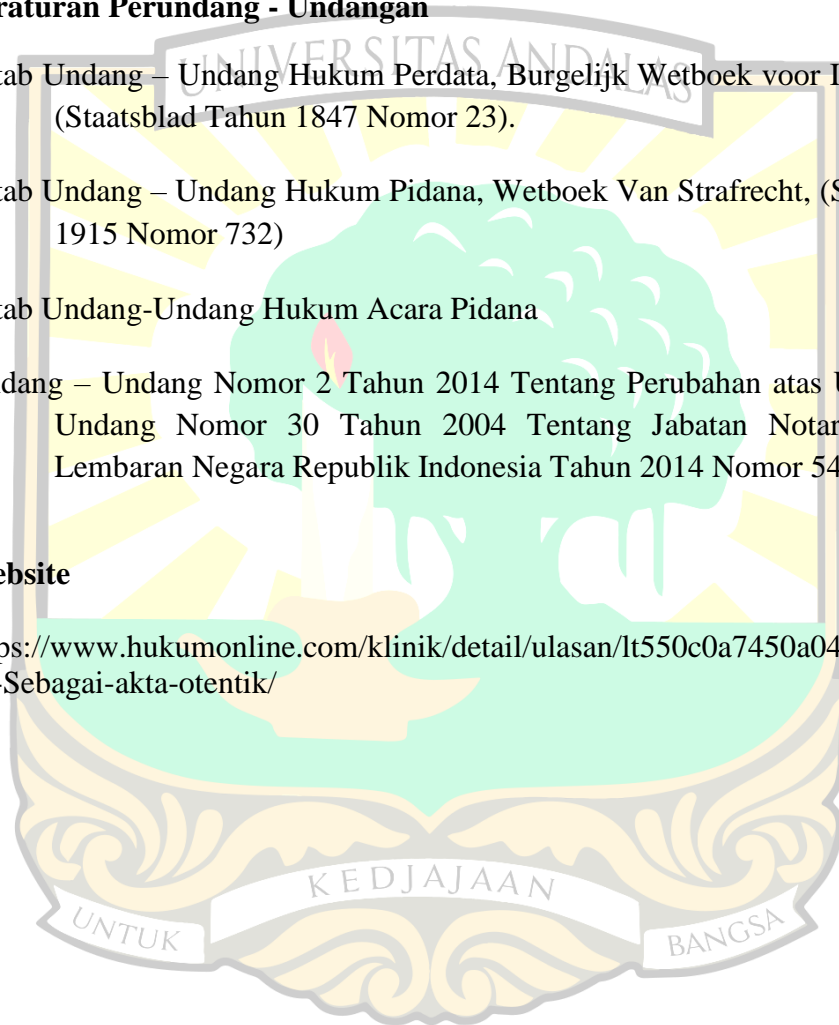 raturan Perundang - Undangan
UNIVERSITAS ANDALAS
tab Undang – Undang Hukum Perdata, Burgelijk Wetboek voor I
(Staatsblad Tahun 1847 Nomor 23).
tab Undang – Undang Hukum Pidana, Wetboek Van Strafrecht, (S
1915 Nomor 732)
tab Undang-Undang Hukum Acara Pidana
dang – Undang Nomor 2 Tahun 2014 Tentang Perubahan atas U
Undang Nomor 30 Tahun 2004 Tentang Jabatan Notar
Lembaran Negara Republik Indonesia Tahun 2014 Nomor 54
ebsite
ps://www.hukumonline.com/klinik/detail/ulasan/lt550c0a7450a04
-Sebagai-akta-otentik/
UNTUK KEDJAJAAN BANGSA